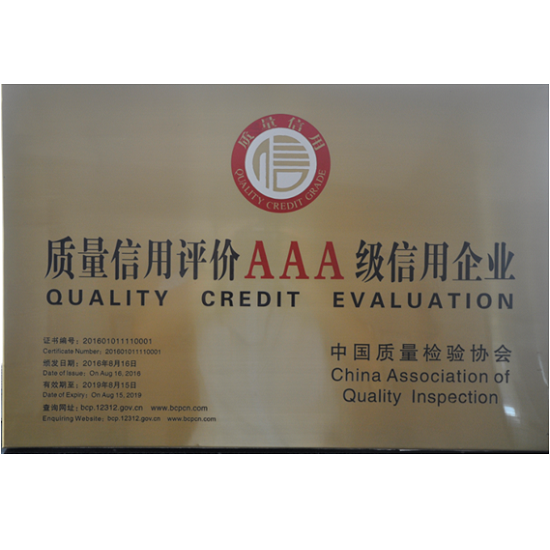 质量信用
信
QUALITY CREDIT GRADE
质量信用评价AAA级信用企业
QUALITY CREDIT EVALUATION
证书编号：201601011110001
Certificate Number: 201601011110001
颁发日期：2016年8月16日
Date of Issue: On Aug 16, 2016
有效期至：2019年8月15日
Date of Expiry: On Aug 15, 2019
查询网址：bcp.12312.gov.cn www.bcpcn.com
Enquiring Website: bcp.12312.gov.cn www.bcpcn.com
中国质量检验协会
China Association of
Quality Inspection